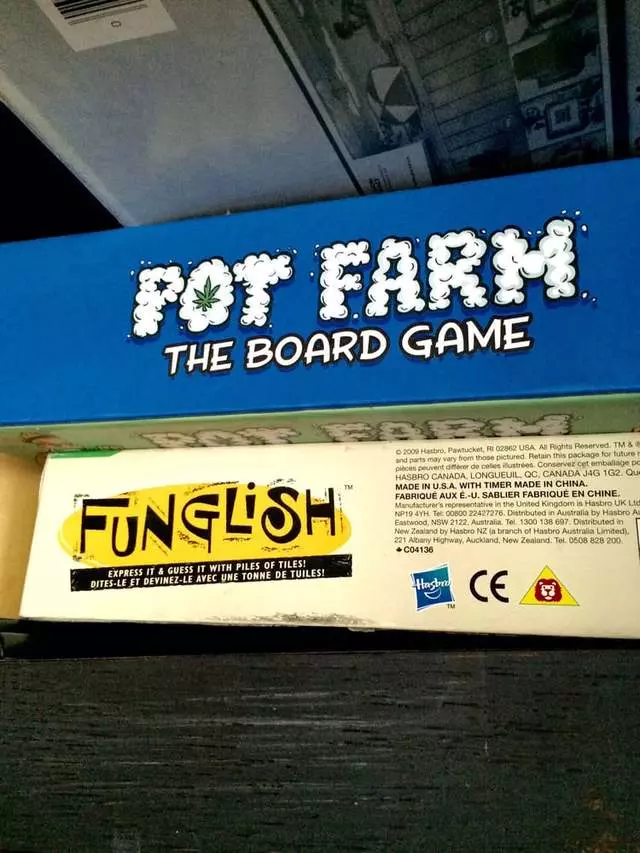 POT FARM
THE BOARD GAME
FUNGLISH™
EXPRESS IT & GUESS IT WITH PILES OF TILES!
DITES-LE ET DEVINEZ-LE AVEC UNE TONNE DE TUILES!
© 2009 Hasbro, Pawtucket, RI 02862 USA. All Rights Reserved. TM & ®
and parts may vary from those pictured. Retain this package for future
pièces peuvent différer de celles illustrées. Conservez cet emballage
HASBRO CANADA, LONGUEUIL, QC, CANADA J4G 1G2.
MADE IN U.S.A. WITH TIMER MADE IN CHINA.
FABRIQUÉ AUX É.-U. SABLIER FABRIQUÉ EN CHINE.
Manufacturer's representative in the United Kingdom is Hasbro UK Ltd
NP19 4YH. Tel: 00800 22427276. Distributed in Australia by Hasbro
Eastwood, NSW 2122, Australia. Tel. 1300 138 697. Distributed in
New Zealand by Hasbro NZ (a branch of Hasbro Australia Limited),
221 Albany Highway, Auckland, New Zealand. Tel. 0508 828 200.
C04136
Hasbro
TM
CE